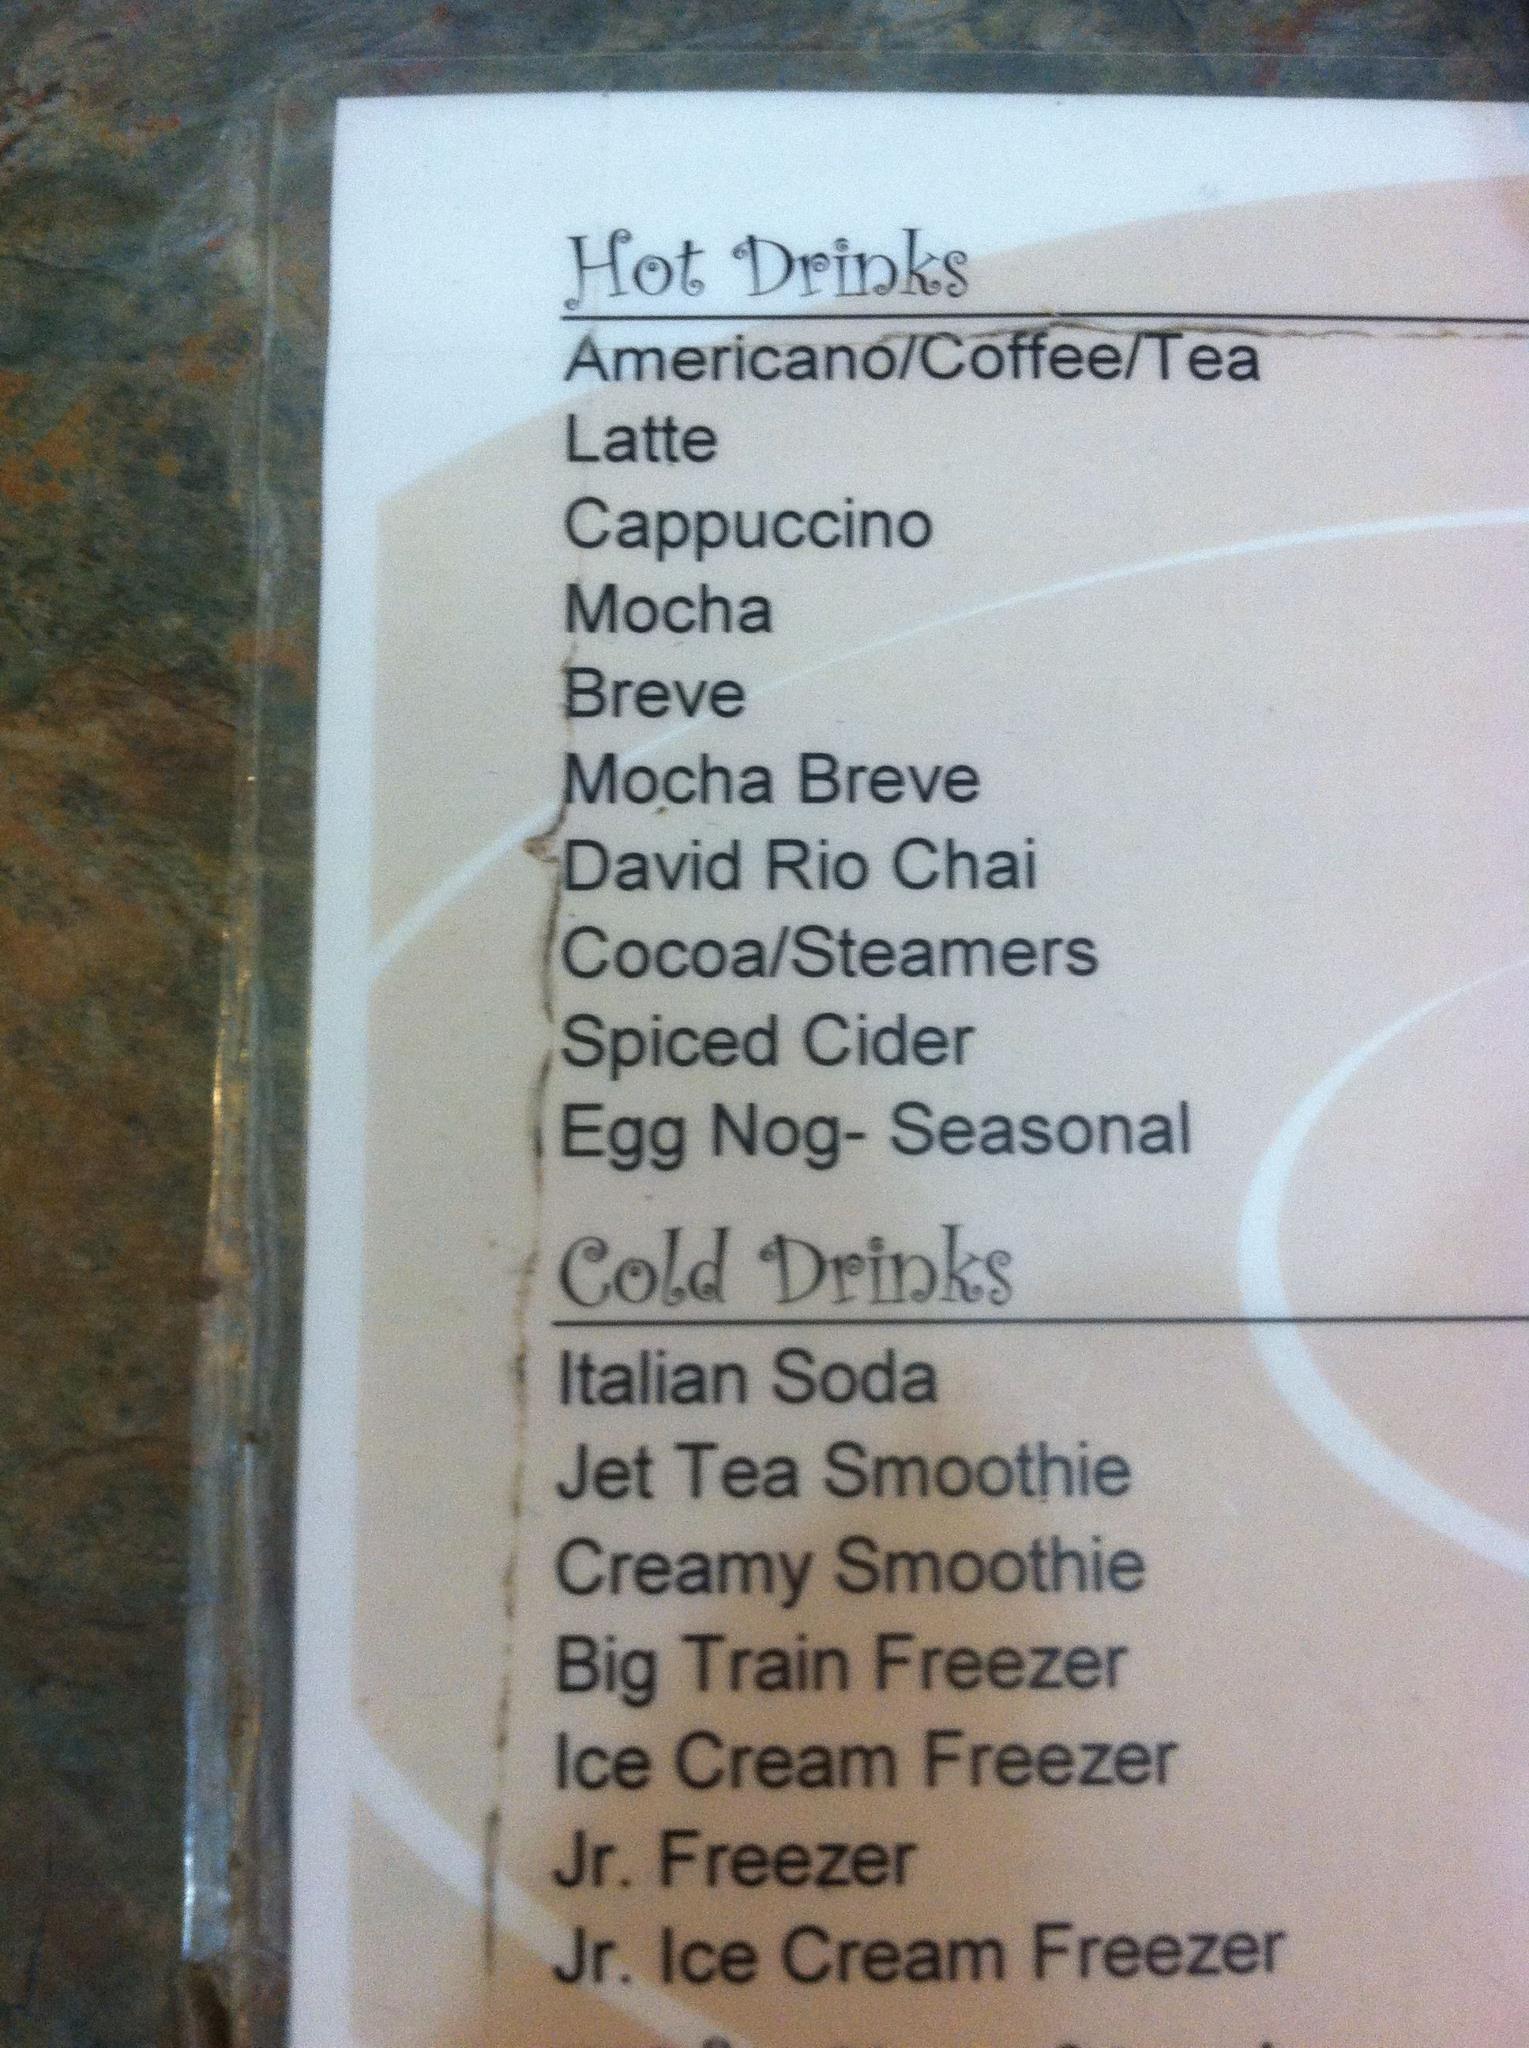 Hot Drinks
Americano/Coffee/Tea
Latte
Cappuccino
Mocha
Breve
Mocha Breve
David Rio Chai
Cocoa/Steamers
Spiced Cider
Egg Nog- Seasonal
Cold Drinks
Italian Soda
Jet Tea Smoothie
Creamy Smoothie
Big Train Freezer
Ice Cream Freezer
Jr. Freezer
Jr. Ice Cream Freezer